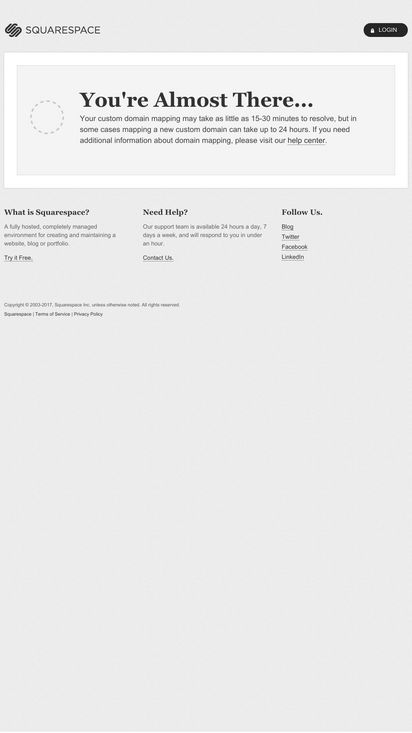 SQUARESPACE
LOGIN
You're Almost There...
Your custom domain mapping may take as little as 15-30 minutes to resolve, but in
some cases mapping a new custom domain can take up to 24 hours. If you need
additional information about domain mapping, please visit our help center.
What is Squarespace?
A fully hosted, completely managed
environment for creating and maintaining a
website, blog or portfolio.
Try it Free.
Need Help?
Our support team is available 24 hours a day, 7
days a week, and will respond to you in under
an hour.
Contact Us.
Follow Us.
Blog
Twitter
Facebook
LinkedIn
Copyright © 2003-2017, Squarespace Inc. unless otherwise noted. All rights reserved.
Squarespace | Terms of Service | Privacy Policy